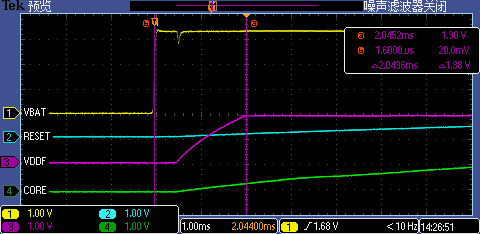 Tek 预览 噪声滤波器关闭
2.0452ms 1.90 V
1.6000us 20.0mV
△2.0436ms △1.88 V
1 VBAT
2 RESET
3 VDDF
4 CORE
1 1.00 V 2 1.00 V
3 1.00 V 4 1.00 V
1.00ms 2.04400ms 1 1.68 V < 10 Hz 14:26:51